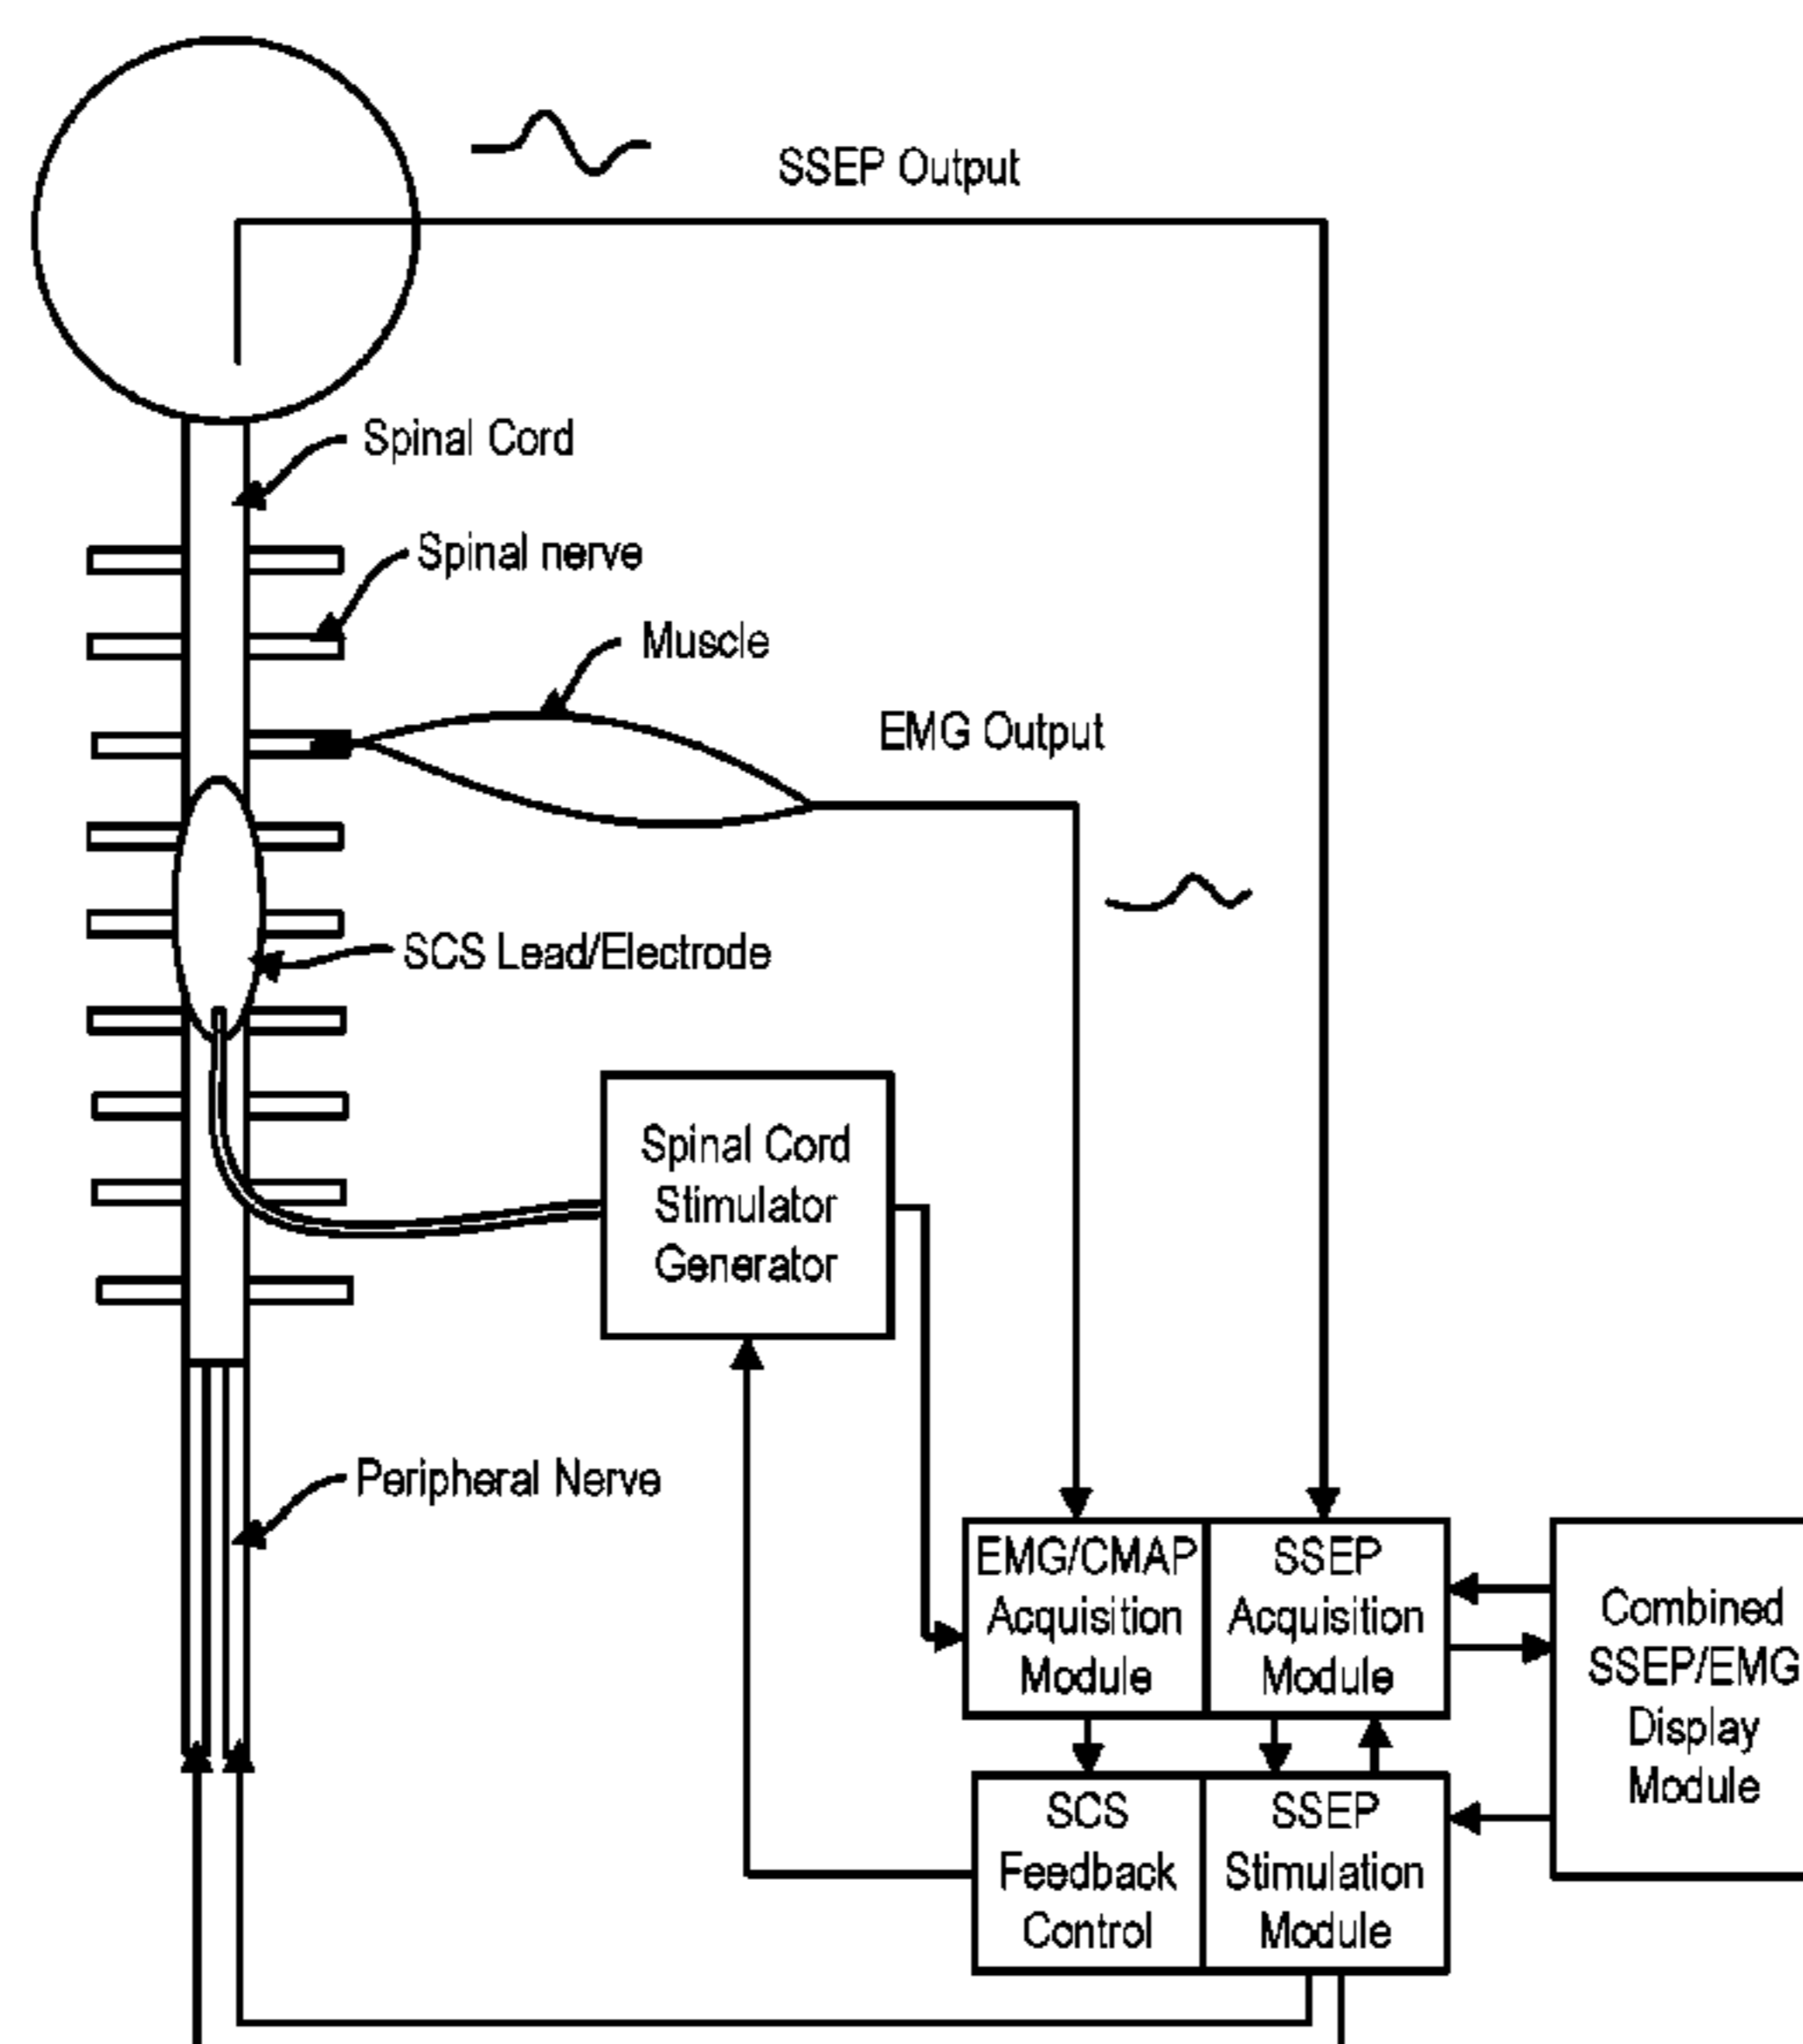 SSEP Output
Spinal Cord
Spinal nerve
Muscle
EMG Output
SCS Lead/Electrode
Spinal Cord
Stimulator
Generator
Peripheral Nerve
EMG/CMAP
Acquisition
Module
SSEP
Acquisition
Module
Combined
SSEP/EMG
Display
Module
SCS
Feedback
Control
SSEP
Stimulation
Module